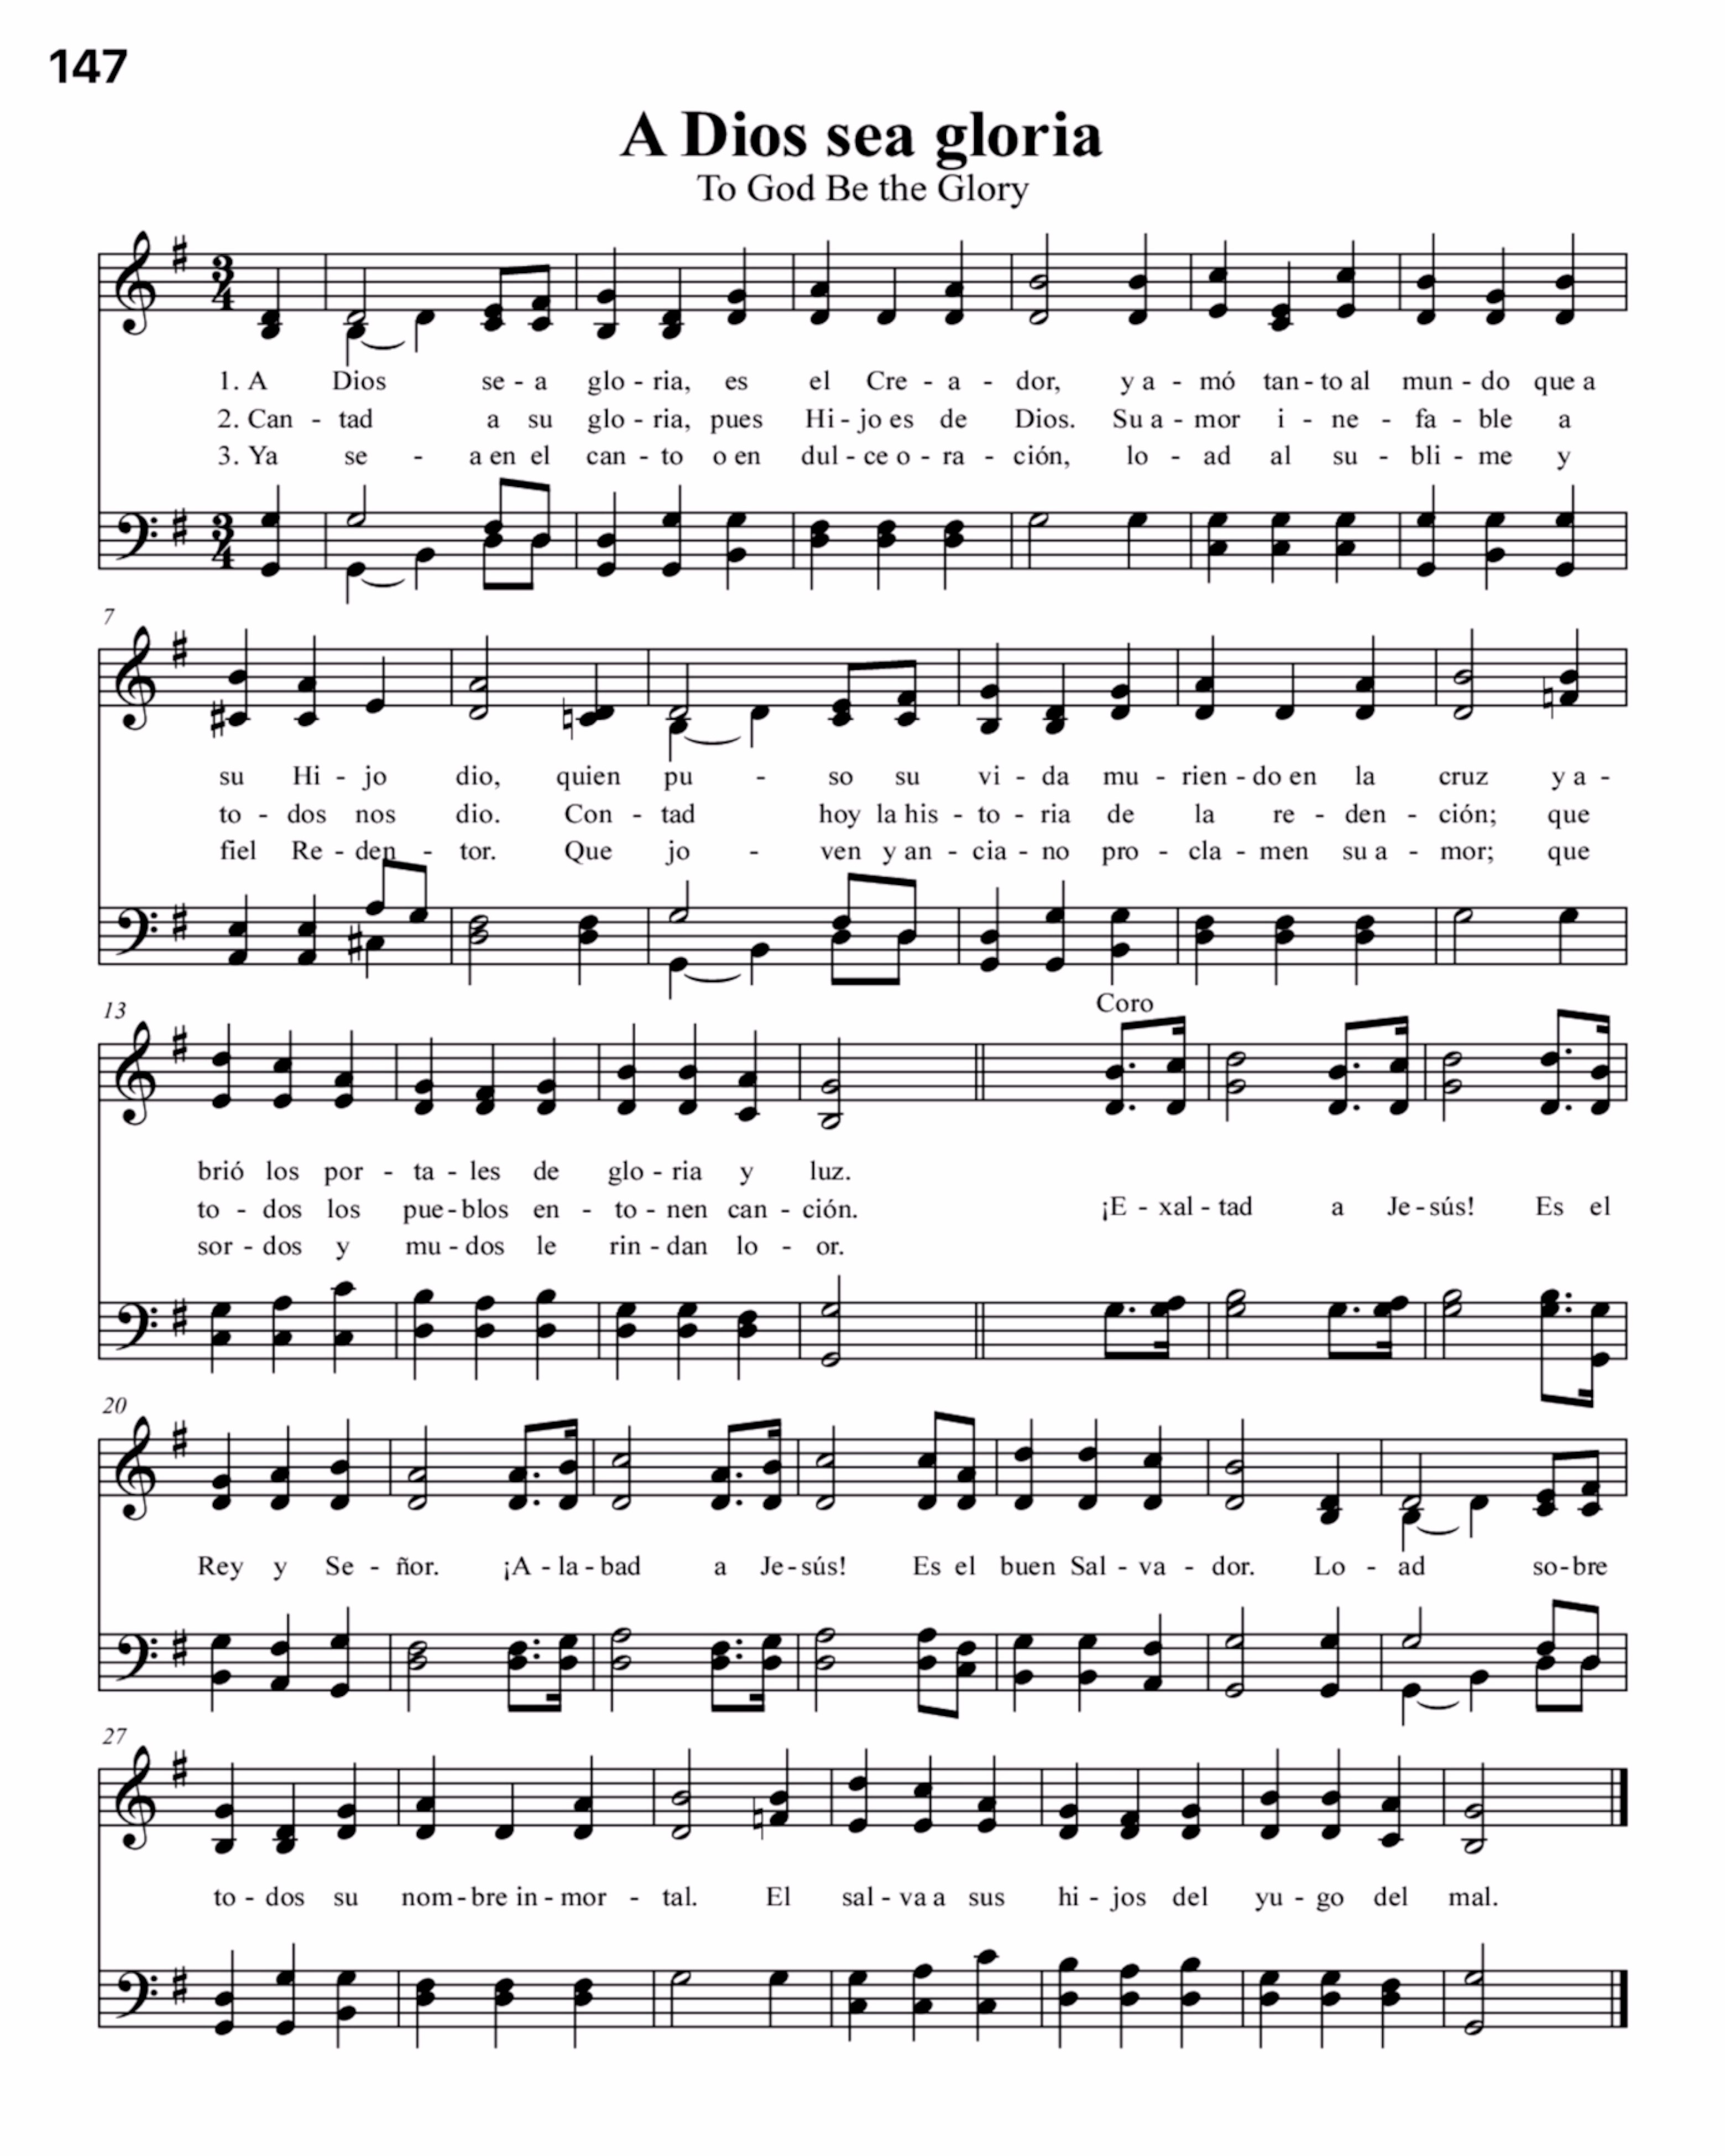 147
A Dios sea gloria
To God Be the Glory
1. A Dios se - a glo - ria, es el Cre - a - dor, y a - mó tan - to al mun - do que a
2. Can - tad a su glo - ria, pues Hi - jo es de Dios. Su a - mor i - ne - fa - ble a
3. Ya se - a en el can - to o en dul - ce o - ra - ción, lo - ad al su - bli - me y
7
su Hi - jo dio, quien pu - so su vi - da mu - rien - do en la cruz y a -
to - dos nos dio. Con - tad hoy la his - to - ria de la re - den - ción; que
fiel Re - den - tor. Que jo - ven y an - cia - no pro - cla - men su a - mor; que
13
Coro
brió los por - ta - les de glo - ria y luz.
to - dos los pue - blos en - to - nen can - ción. ¡E - xal - tad a Je - sús! Es el
sor - dos y mu - dos le rin - dan lo - or.
20
Rey y Se - ñor. ¡A - la - bad a Je - sús! Es el buen Sal - va - dor. Lo - ad so - bre
27
to - dos su nom - bre in - mor - tal. El sal - va a sus hi - jos del yu - go del mal.